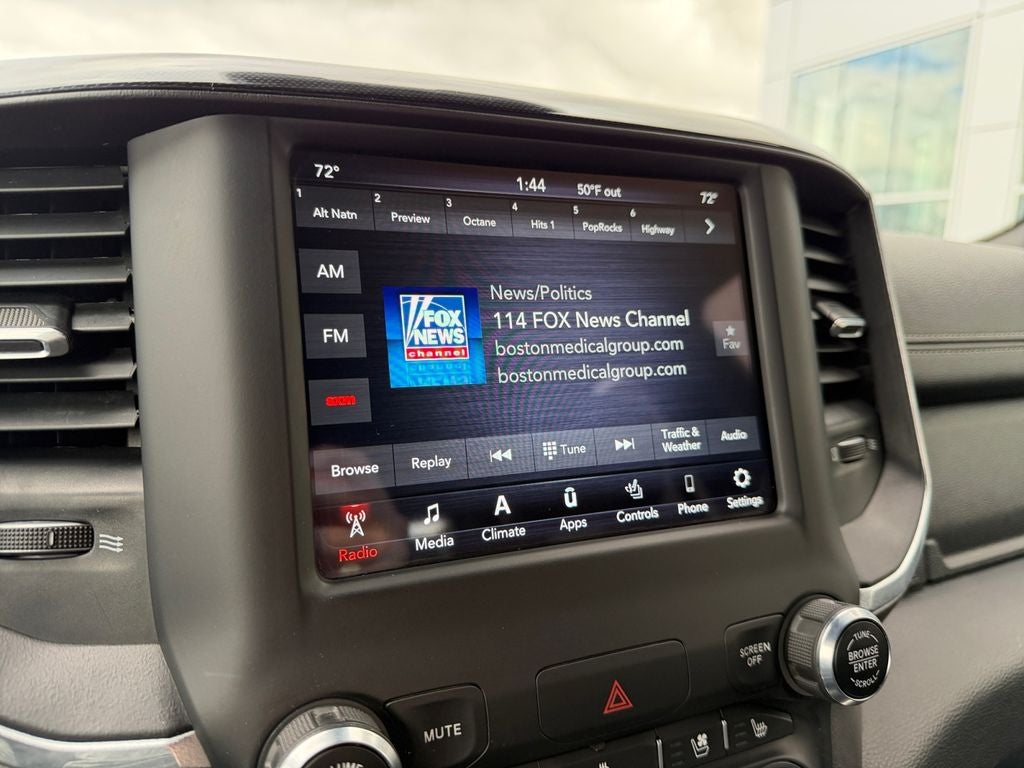 72° 1:44 50°F out 72°
1 Alt Natn 2 Preview 3 Octane 4 Hits 1 5 PopRocks 6 Highway
AM
FM
sxm
FOX
NEWS
channel
News/Politics
114 FOX News Channel
bostonmedicalgroup.com
bostonmedicalgroup.com
Fav
Browse Replay Tune Traffic & Weather Audio
Radio Media Climate Apps Controls Phone Settings
A
MUTE
SCREEN
OFF
TUNE
BROWSE
ENTER
SCROLL